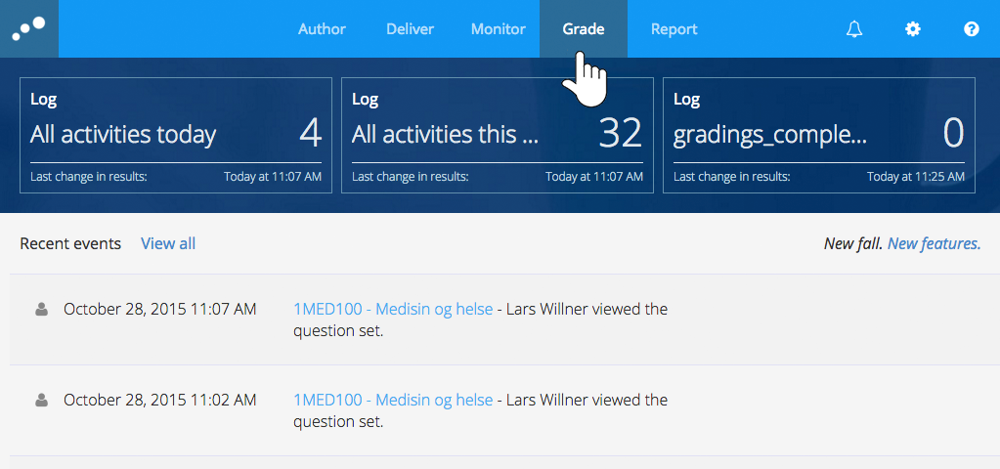 Author Deliver Monitor Grade Report
Log
All activities today 4
Last change in results: Today at 11:07 AM
Log
All activities this ... 32
Last change in results: Today at 11:07 AM
Log
gradings_comple... 0
Last change in results: Today at 11:25 AM
Recent events View all New fall. New features.
October 28, 2015 11:07 AM 1MED100 - Medisin og helse - Lars Willner viewed the
question set.
October 28, 2015 11:02 AM 1MED100 - Medisin og helse - Lars Willner viewed the
question set.